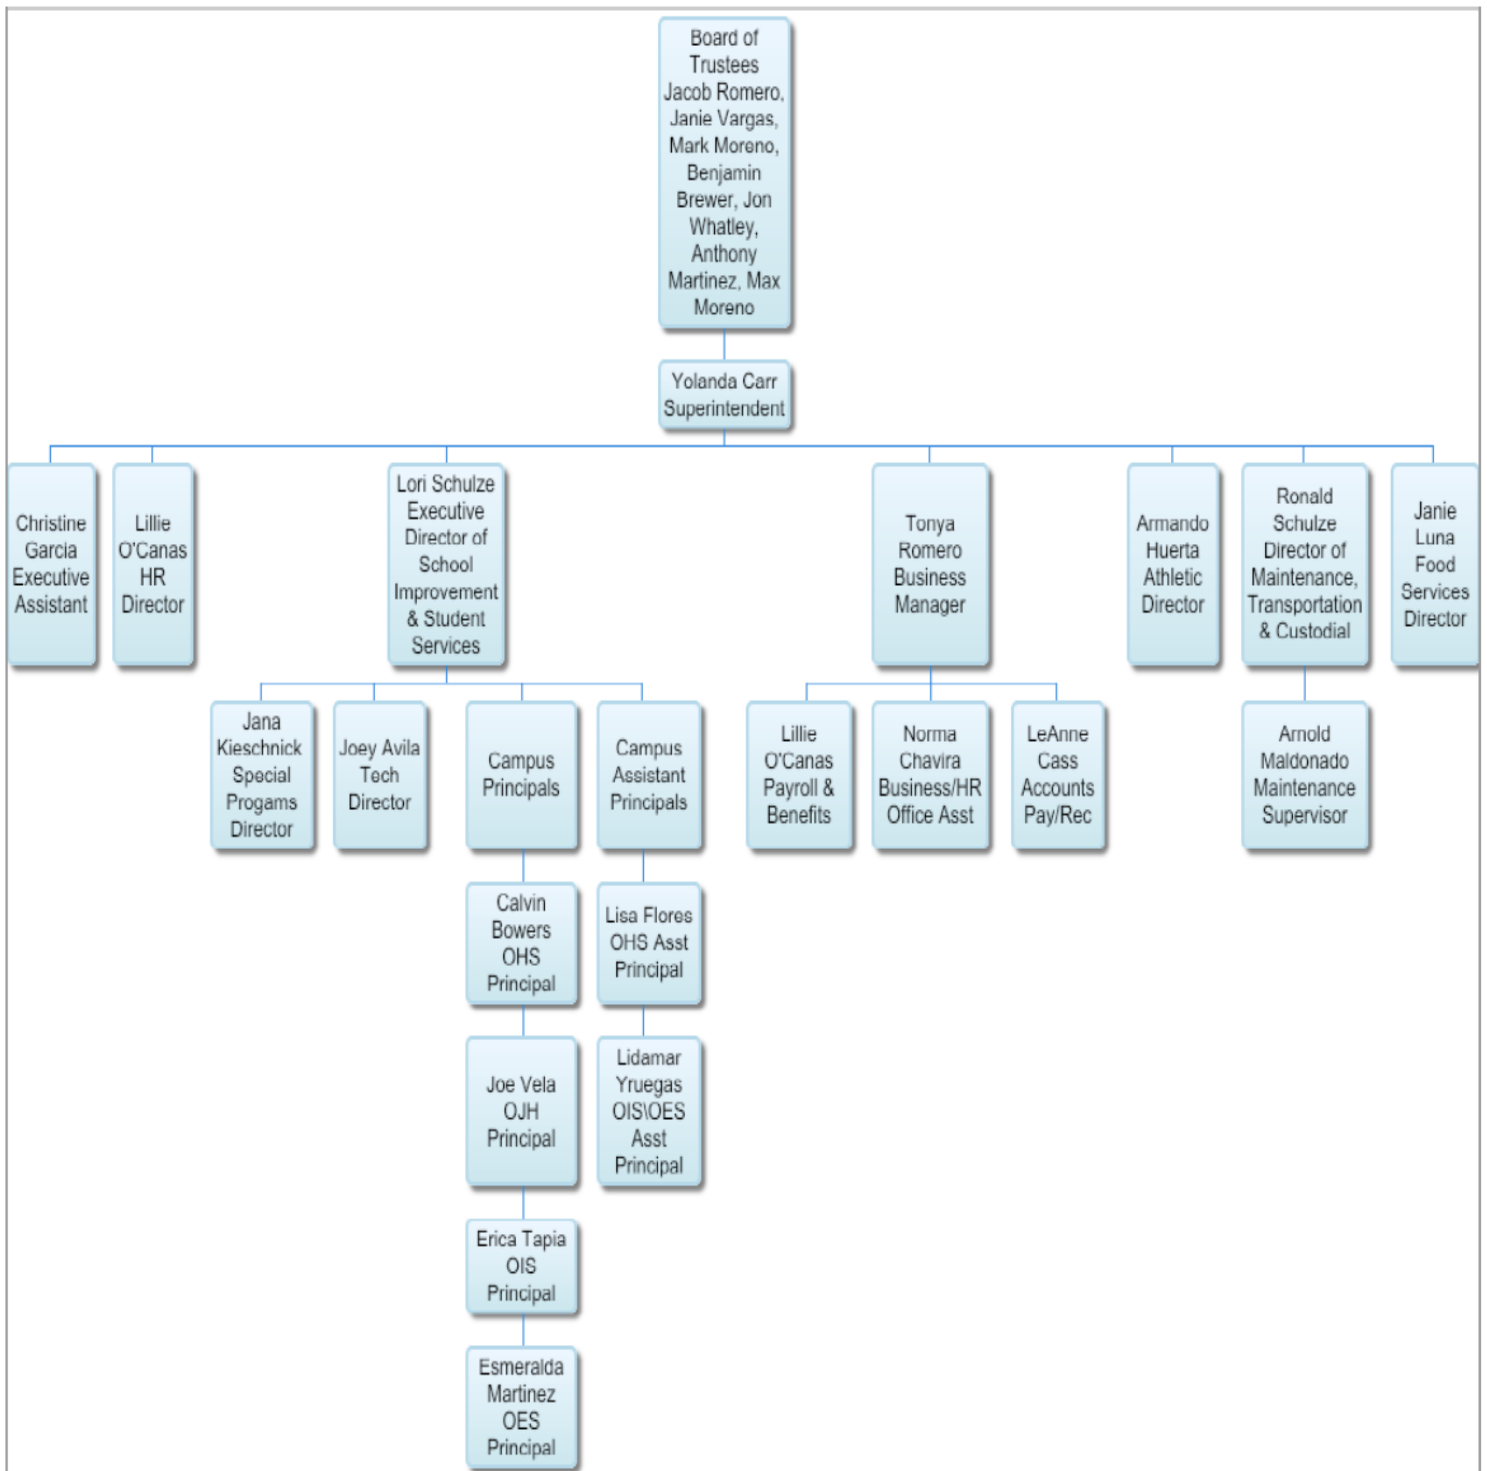 Board of
Trustees
Jacob Romero,
Janie Vargas,
Mark Moreno,
Benjamin
Brewer, Jon
Whatley,
Anthony
Martinez, Max
Moreno
Yolanda Carr
Superintendent
Christine
Garcia
Executive
Assistant
Lillie
O'Canas
HR
Director
Lori Schulze
Executive
Director of
School
Improvement
& Student
Services
Tonya
Romero
Business
Manager
Armando
Huerta
Athletic
Director
Ronald
Schulze
Director of
Maintenance,
Transportation
& Custodial
Janie
Luna
Food
Services
Director
Jana
Kieschnick
Special
Progams
Director
Joey Avila
Tech
Director
Campus
Principals
Campus
Assistant
Principals
Lillie
O'Canas
Payroll &
Benefits
Norma
Chavira
Business/HR
Office Asst
LeAnne
Cass
Accounts
Pay/Rec
Arnold
Maldonado
Maintenance
Supervisor
Calvin
Bowers
OHS
Principal
Lisa Flores
OHS Asst
Principal
Joe Vela
OJH
Principal
Lidamar
Yruegas
OIS\OES
Asst
Principal
Erica Tapia
OIS
Principal
Esmeralda
Martinez
OES
Principal